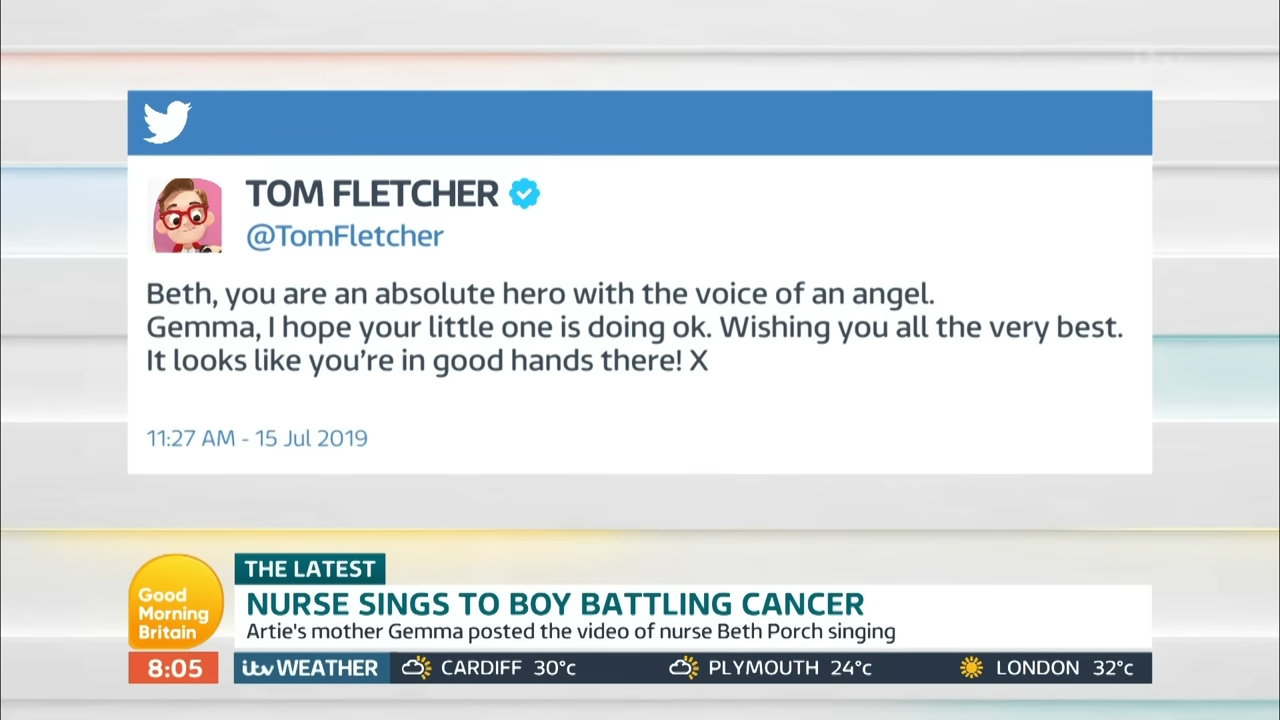 TOM FLETCHER
@TomFletcher
Beth, you are an absolute hero with the voice of an angel.
Gemma, I hope your little one is doing ok. Wishing you all the very best.
It looks like you're in good hands there! X
11:27 AM - 15 Jul 2019
THE LATEST
Good
Morning
Britain
NURSE SINGS TO BOY BATTLING CANCER
Artie's mother Gemma posted the video of nurse Beth Porch singing
8:05
itv WEATHER CARDIFF 30°c PLYMOUTH 24°c LONDON 32°c